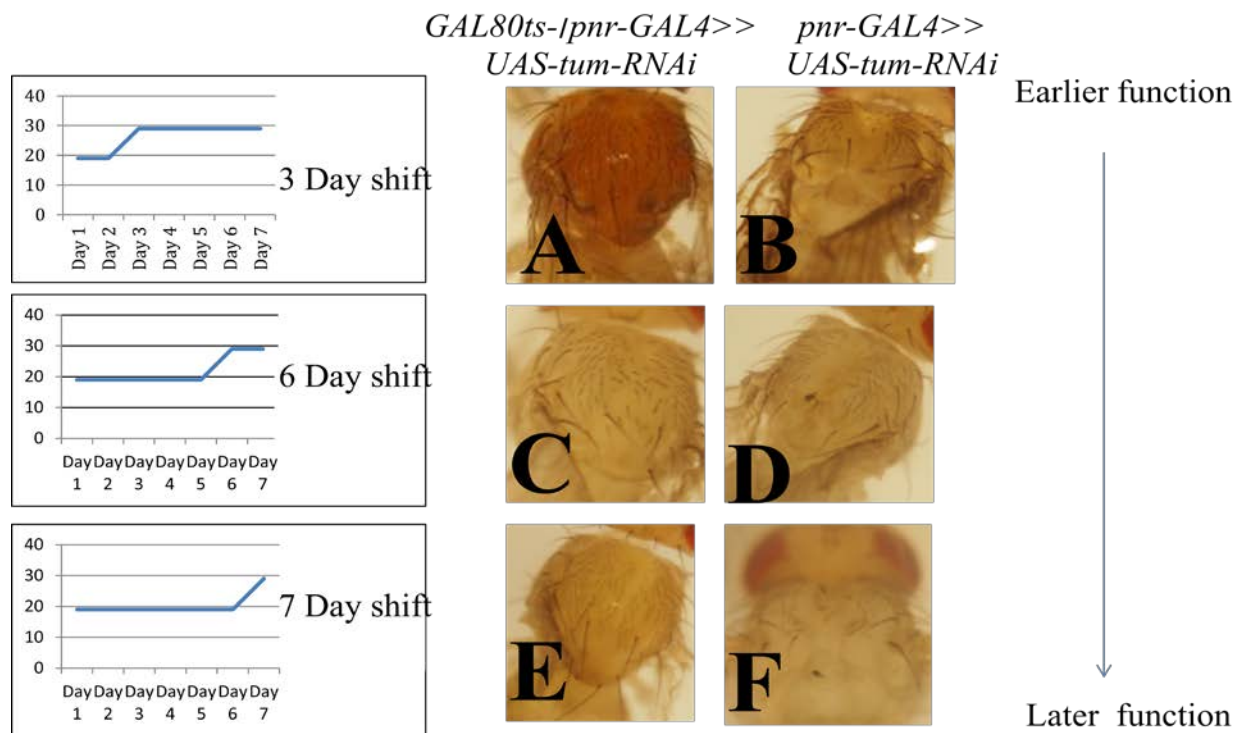 GAL80ts-/pnr-GAL4>>
UAS-tum-RNAi
pnr-GAL4>>
UAS-tum-RNAi
40
30
20
10
0
Day 1
Day 2
Day 3
Day 4
Day 5
Day 6
Day 7
3 Day shift
A
B
Earlier function
40
30
20
10
0
Day Day Day Day Day Day Day
1 2 3 4 5 6 7
6 Day shift
C
D
40
30
20
10
0
Day Day Day Day Day Day Day
1 2 3 4 5 6 7
7 Day shift
E
F
Later function